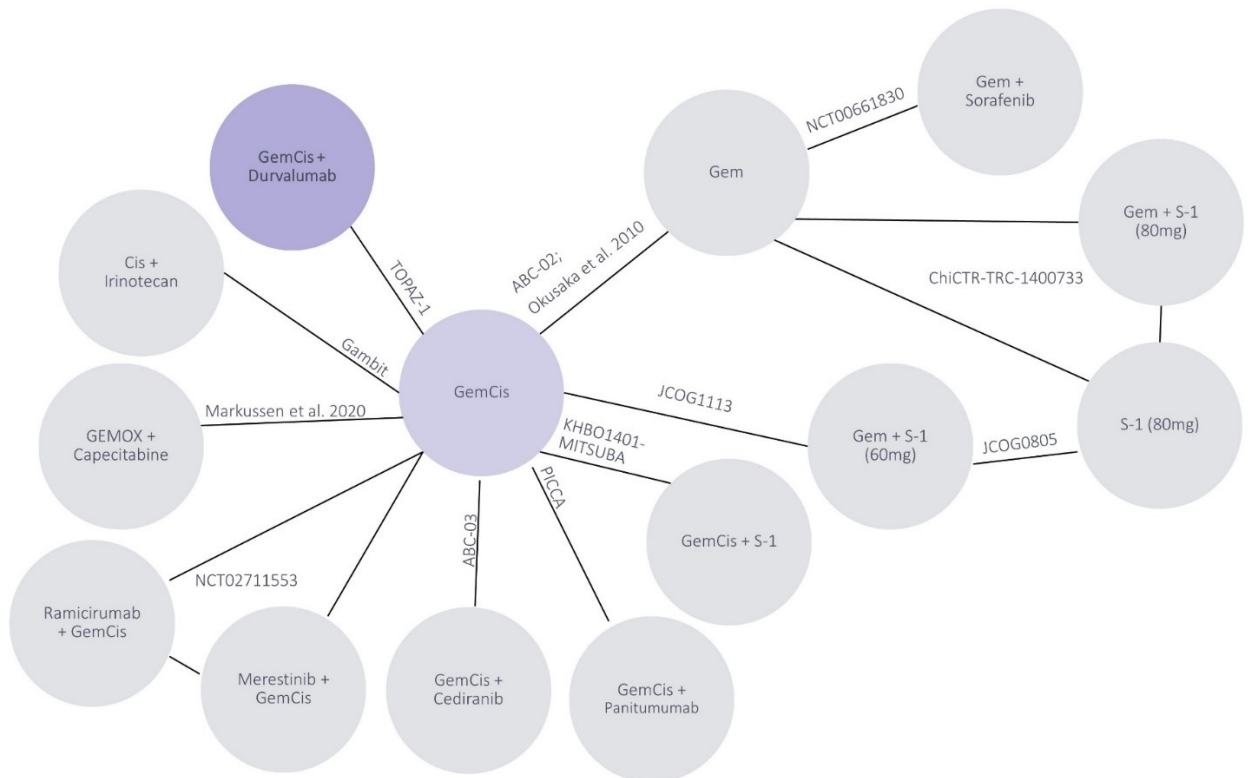 Gem +
Sorafenib
NCT00661830
GemCis +
Durvalumab
Gem
Gem + S-1
(80mg)
Cis +
Irinotecan
TOPAZ-1
ABC-02;
Okusaka et al. 2010
ChiCTR-TRC-1400733
Gambit
GemCis
JCOG1113
Markussen et al. 2020
GEMOX +
Capecitabine
KHBO1401-
MITSUBA
Gem + S-1
(60mg)
JCOG0805
S-1 (80mg)
PICCA
ABC-03
GemCis + S-1
NCT02711553
Ramicirumab
+ GemCis
Merestinib +
GemCis
GemCis +
Cediranib
GemCis +
Panitumumab